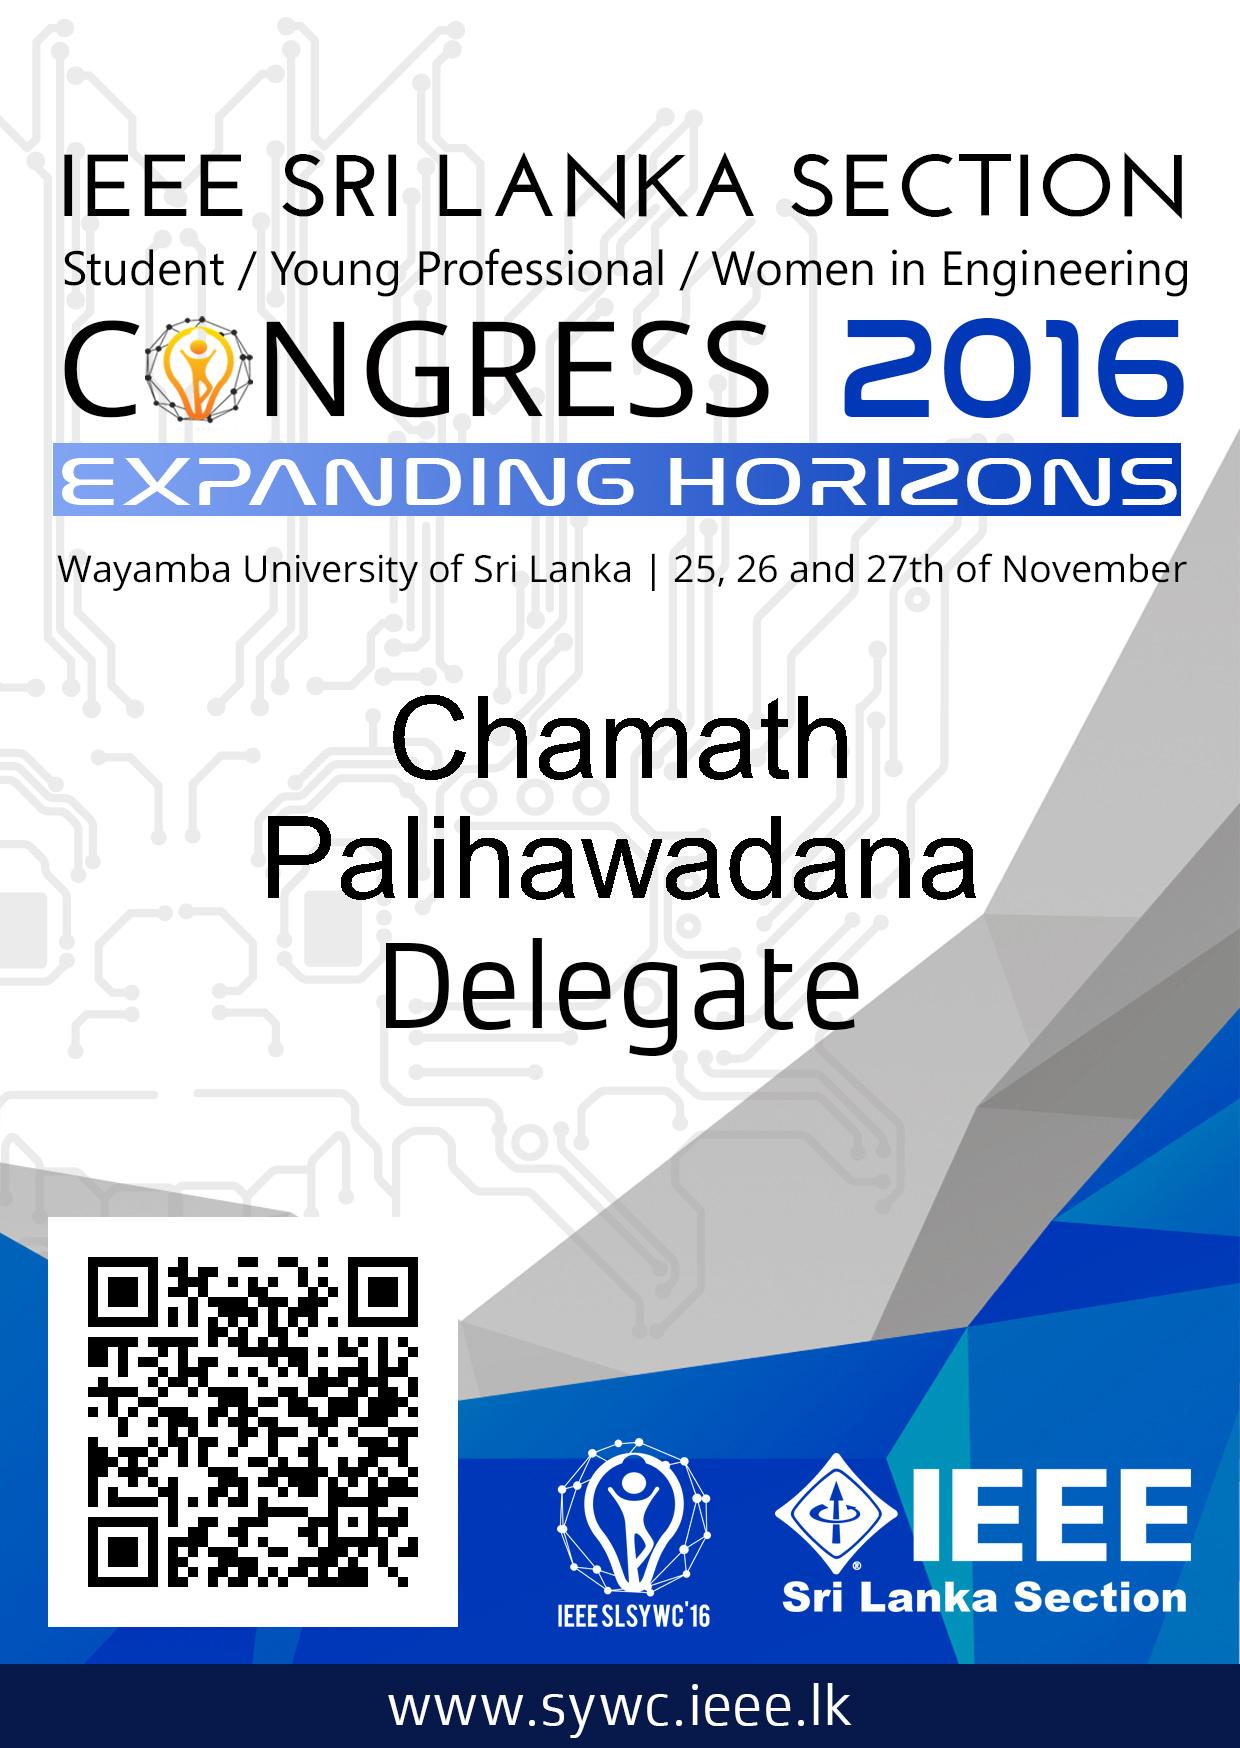 IEEE SRI LANKA SECTION
Student / Young Professional / Women in Engineering
CONGRESS 2016
EXPANDING HORIZONS
Wayamba University of Sri Lanka | 25, 26 and 27th of November
Chamath
Palihawadana
Delegate
IEEE SLSYWC'16
IEEE
®
Sri Lanka Section
www.sywc.ieee.lk